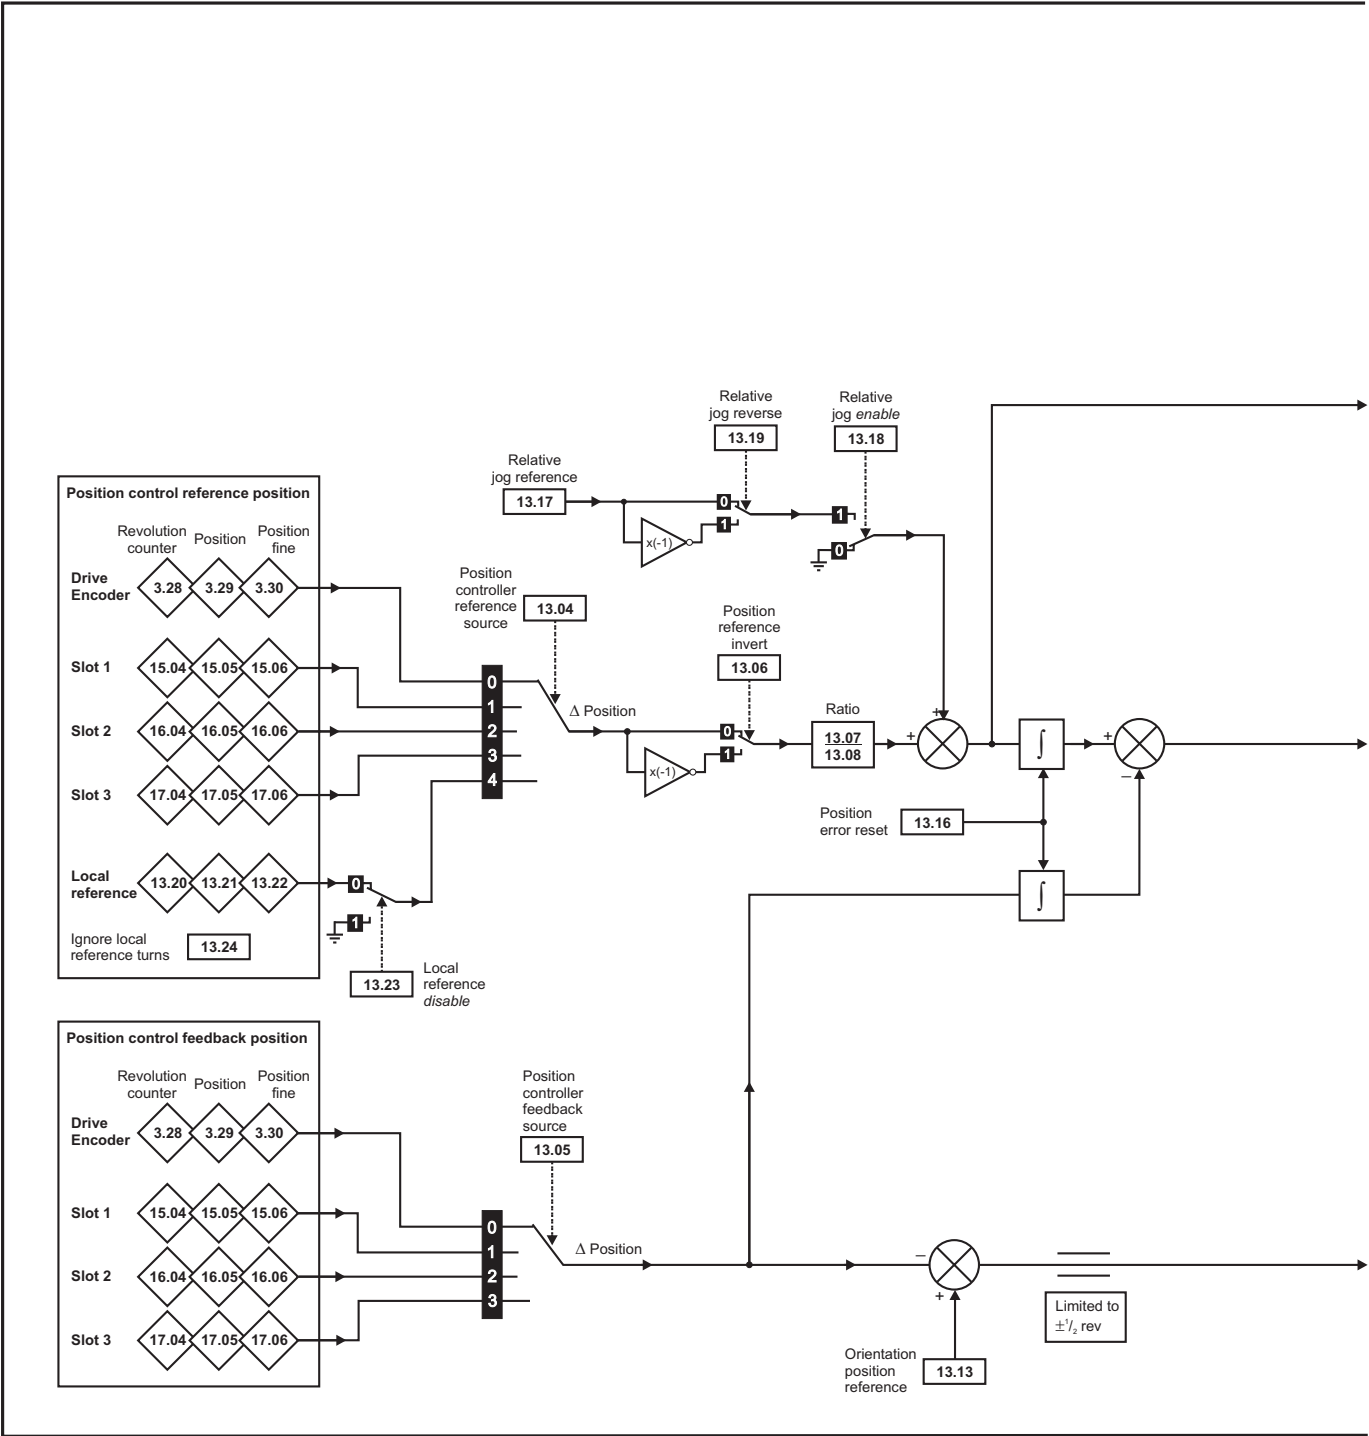 Relative
jog reverse
13.19
Relative
jog enable
13.18
Relative
jog reference
13.17
0
1
x(-1)
1
0
Position control reference position
Revolution
counter
Position
Position
fine
Drive
Encoder
3.28
3.29
3.30
Slot 1
15.04
15.05
15.06
Slot 2
16.04
16.05
16.06
Slot 3
17.04
17.05
17.06
Local
reference
13.20
13.21
13.22
Ignore local
reference turns
13.24
0
1
13.23
Local
reference
disable
Position
controller
reference
source
13.04
0
1
2
3
4
Δ Position
Position
reference
invert
13.06
0
1
x(-1)
Ratio
13.07
13.08
+
+
∫
+
–
Position
error reset
13.16
∫
Position control feedback position
Revolution
counter
Position
Position
fine
Drive
Encoder
3.28
3.29
3.30
Slot 1
15.04
15.05
15.06
Slot 2
16.04
16.05
16.06
Slot 3
17.04
17.05
17.06
Position
controller
feedback
source
13.05
0
1
2
3
Δ Position
–
+
Limited to
±1/2 rev
Orientation
position
reference
13.13